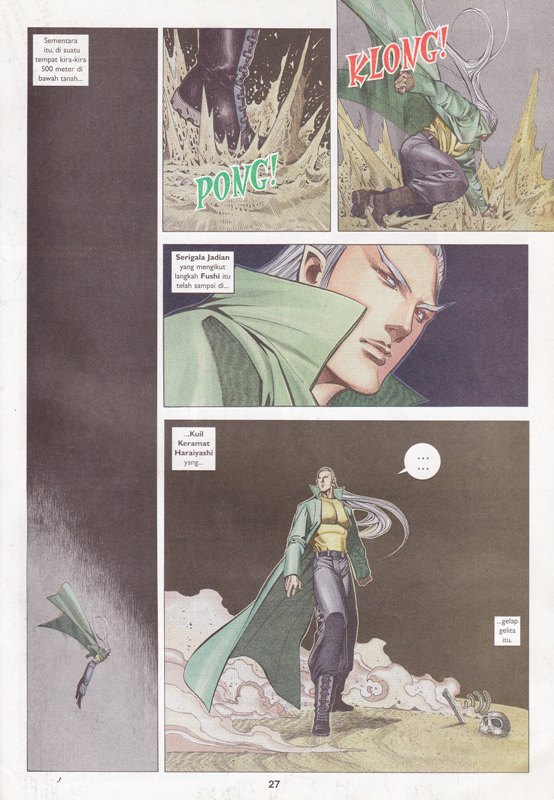 Sementara
itu, di suatu
tempat kira-kira
500 meter di
bawah tanah...
PONG!
KLONG!
Serigala Jadian
yang mengikut
langkah Fushi itu
telah sampai di...
...Kuil
Keramat
Haraiyashi
yang...
...
...
...gelap
gelita
itu.
27